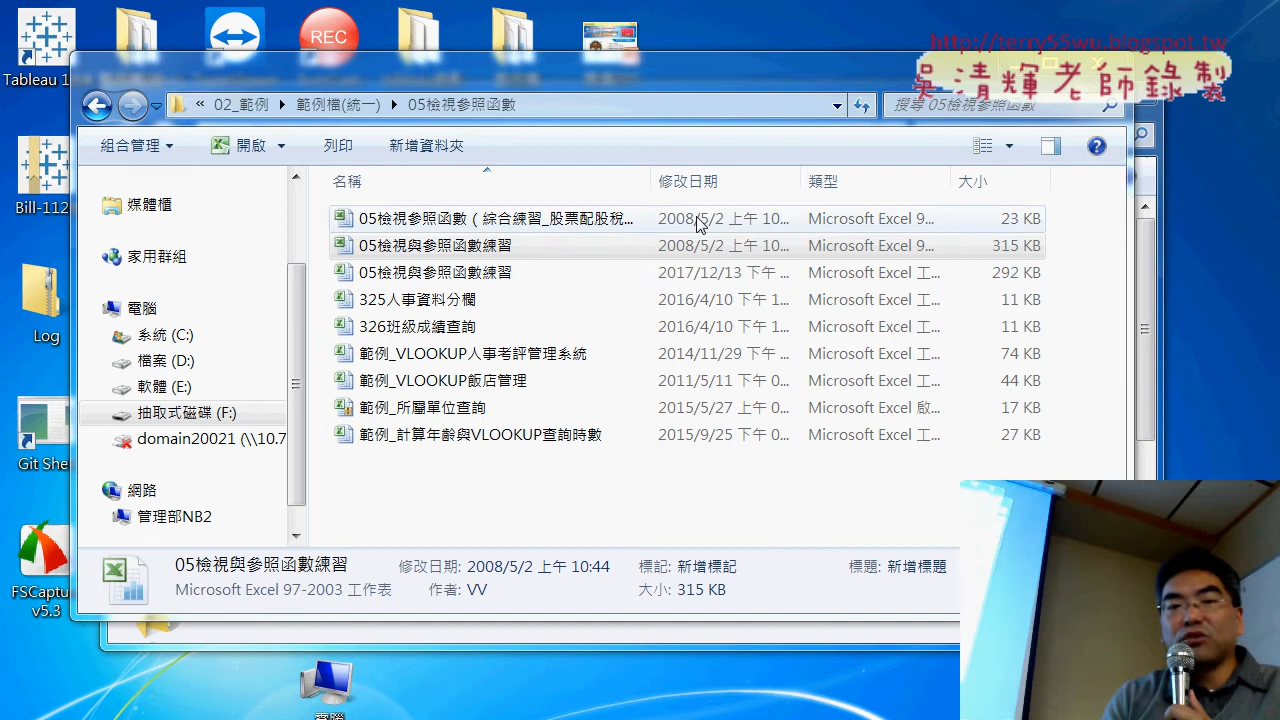 REC
Tableau 1
http://terry55wu.blogspot.tw
吳清輝老師錄製
« 02_範例 ▸ 範例檔(統一) ▸ 05檢視參照函數
搜尋 05檢視參照函數
組合管理 開啟 列印 新增資料夾
名稱 修改日期 類型 大小
媒體櫃
家用群組
電腦
系統 (C:)
檔案 (D:)
軟體 (E:)
抽取式磁碟 (F:)
domain20021 (\\10.7
網路
管理部NB2
05檢視參照函數 ( 綜合練習_股票配股稅... 2008/5/2 上午 10... Microsoft Excel 9... 23 KB
05檢視與參照函數練習 2008/5/2 上午 10... Microsoft Excel 9... 315 KB
05檢視與參照函數練習 2017/12/13 下午 ... Microsoft Excel 工... 292 KB
325人事資料分欄 2016/4/10 下午 1... Microsoft Excel 工... 11 KB
326班級成績查詢 2016/4/10 下午 1... Microsoft Excel 工... 11 KB
範例_VLOOKUP人事考評管理系統 2014/11/29 下午 ... Microsoft Excel 工... 74 KB
範例_VLOOKUP飯店管理 2011/5/11 下午 0... Microsoft Excel 工... 44 KB
範例_所屬單位查詢 2015/5/27 上午 0... Microsoft Excel 啟... 17 KB
範例_計算年齡與VLOOKUP查詢時數 2015/9/25 下午 0... Microsoft Excel 工... 27 KB
Bill-112
Log
Git She
FSCaptu
v5.3
05檢視與參照函數練習 修改日期: 2008/5/2 上午 10:44 標記: 新增標記 標題: 新增標題
Microsoft Excel 97-2003 工作表 作者: VV 大小: 315 KB